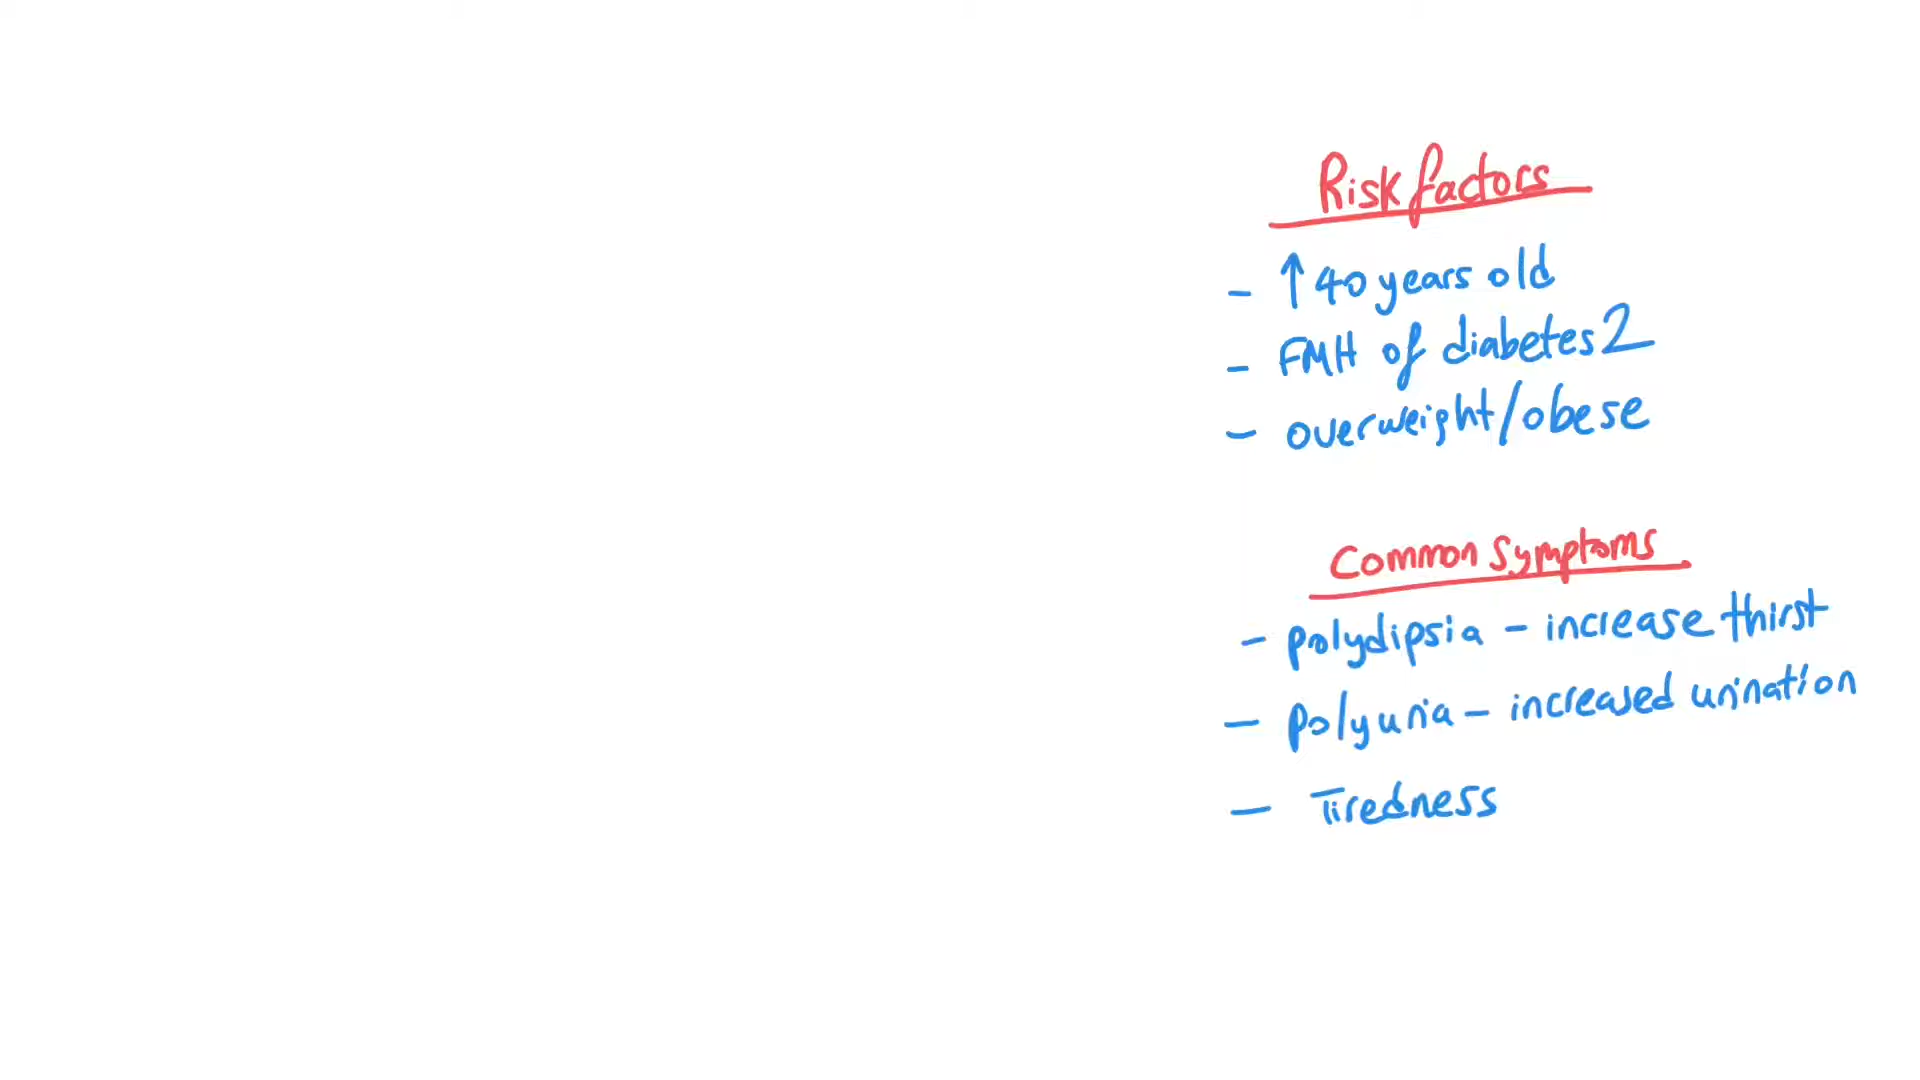 Risk factors
- ↑ 40 years old
- FMH of diabetes 2
- overweight/obese
Common symptoms
- polydipsia - increase thirst
- polyuria - increased urination
- Tiredness